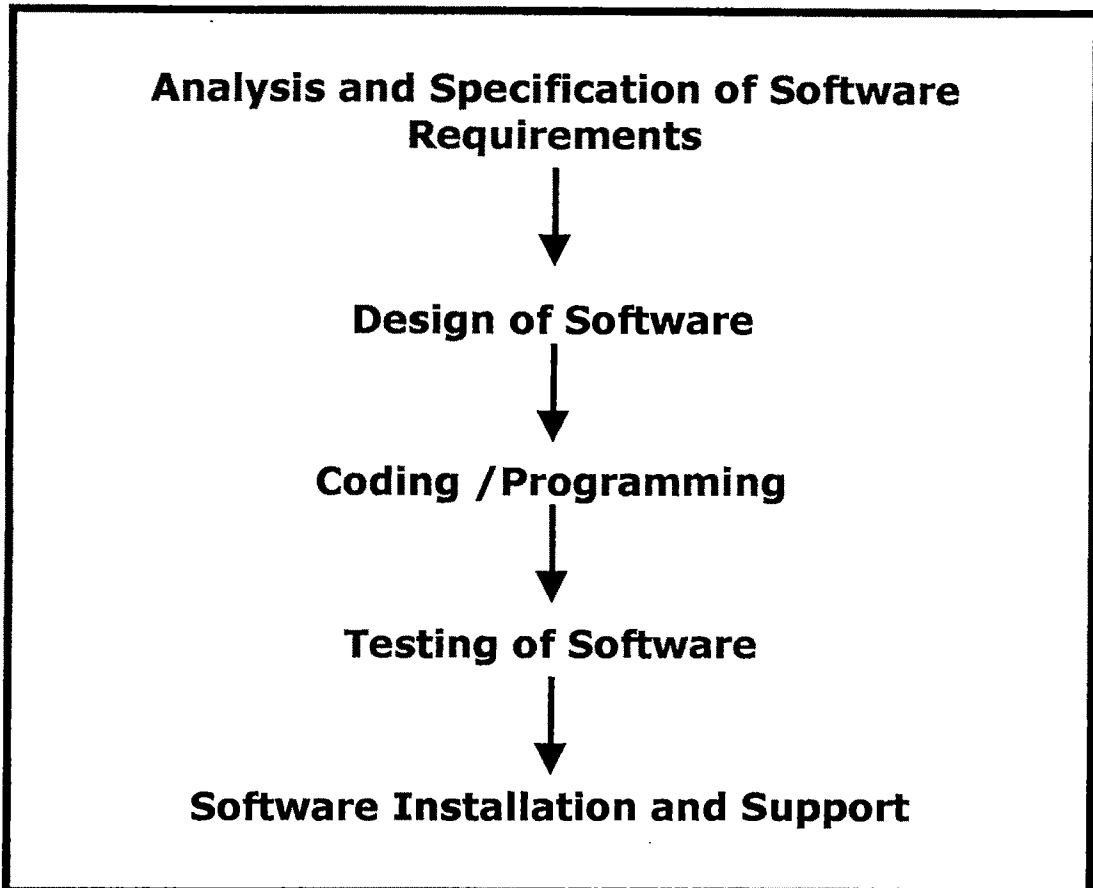 Analysis and Specification of Software
Requirements
Design of Software
Coding /Programming
Testing of Software
Software Installation and Support